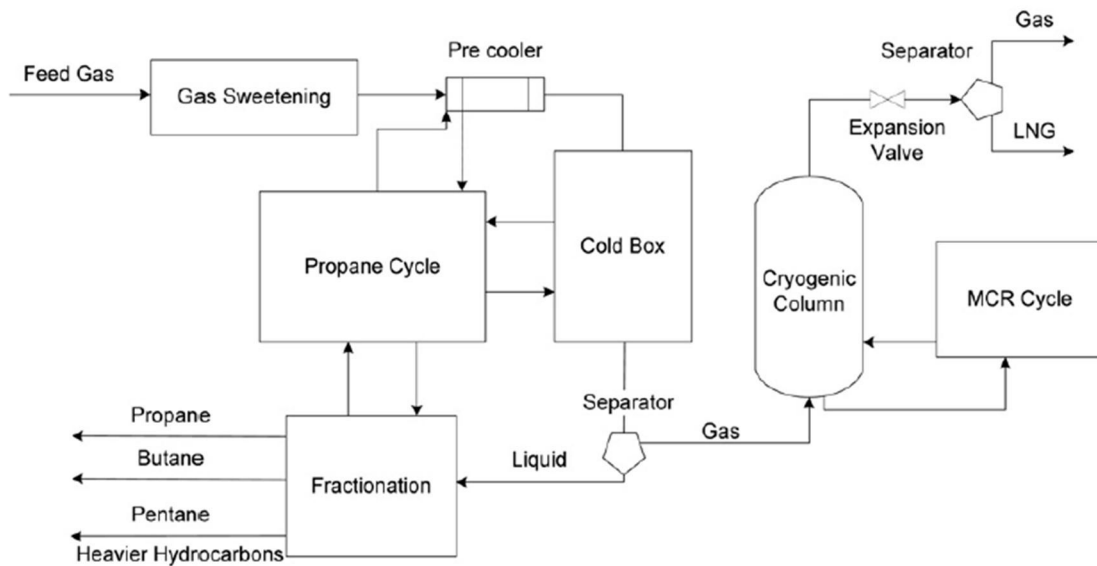 Feed Gas
Gas Sweetening
Pre cooler
Propane Cycle
Cold Box
Fractionation
Propane
Butane
Pentane
Heavier Hydrocarbons
Separator
Liquid
Gas
Cryogenic
Column
MCR Cycle
Expansion
Valve
Separator
Gas
LNG